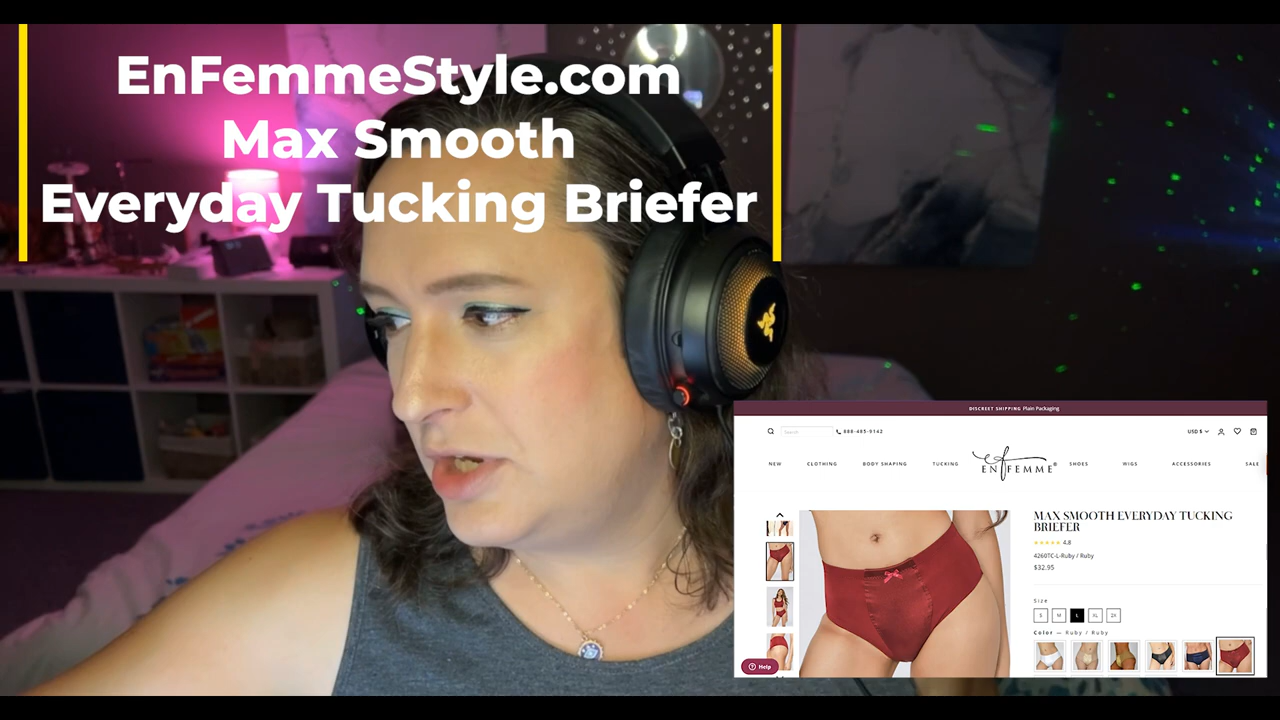 EnFemmeStyle.com
Max Smooth
Everyday Tucking Briefer
DISCREET SHIPPING Plain Packaging
Search
888-485-9142
USD $
NEW CLOTHING BODY SHAPING TUCKING EN FEMME® SHOES WIGS ACCESSORIES SALE
MAX SMOOTH EVERYDAY TUCKING
BRIEFER
4.8
4260TC-L-Ruby / Ruby
$32.95
Size
S M L XL 2X
Color — Ruby / Ruby
Help